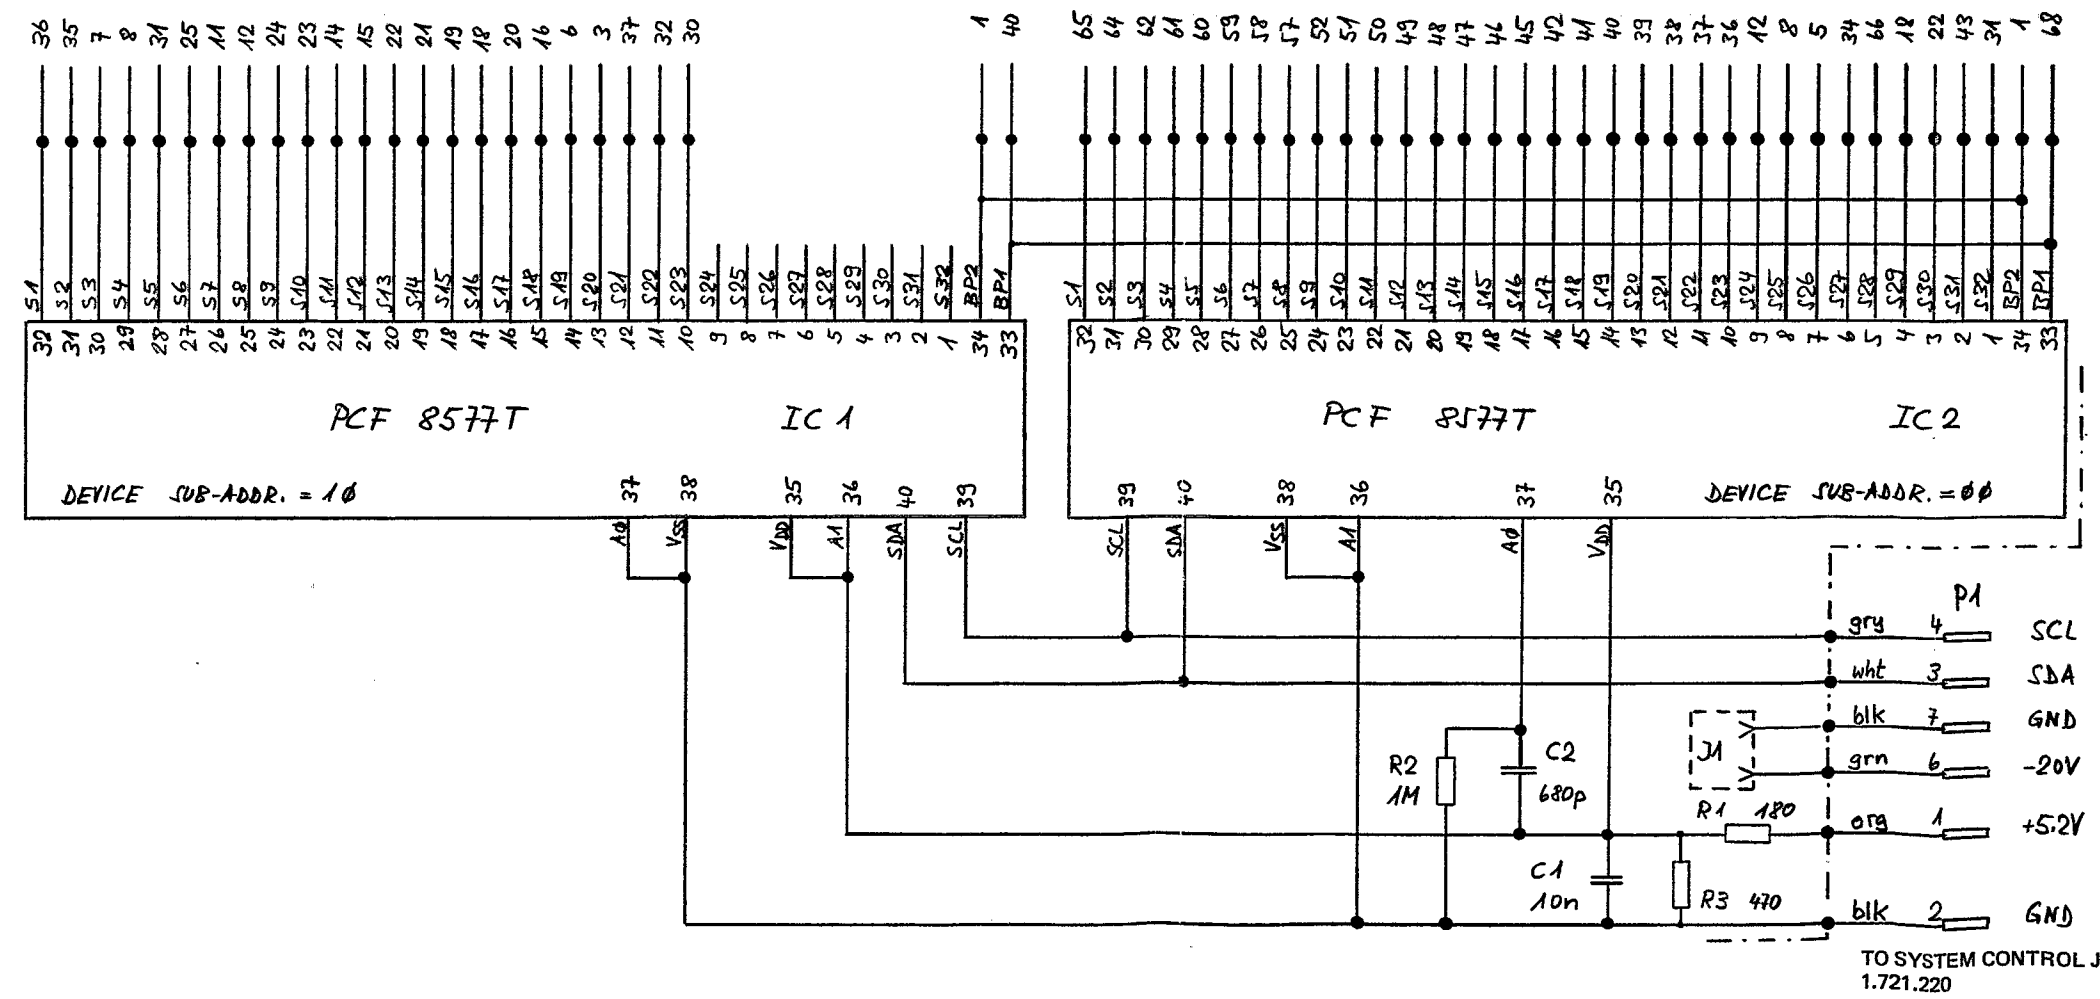 36 35 7 8 31 25 11 12 24 23 14 15 22 21 19 18 20 16 6 3 37 32 30 1 40 65 64 62 61 60 59 58 57 52 51 50 49 48 47 46 45 42 41 40 39 38 37 36 12 8 5 34 66 18 22 43 31 1 68
S1 S2 S3 S4 S5 S6 S7 S8 S9 S10 S11 S12 S13 S14 S15 S16 S17 S18 S19 S20 S21 S22 S23 S24 S25 S26 S27 S28 S29 S30 S31 S32 BP2 BP1 S1 S2 S3 S4 S5 S6 S7 S8 S9 S10 S11 S12 S13 S14 S15 S16 S17 S18 S19 S20 S21 S22 S23 S24 S25 S26 S27 S28 S29 S30 S31 S32 BP2 BP1
32 31 30 29 28 27 26 25 24 23 22 21 20 19 18 17 16 15 14 13 12 11 10 9 8 7 6 5 4 3 2 1 34 33 32 31 30 29 28 27 26 25 24 23 22 21 20 19 18 17 16 15 14 13 12 11 10 9 8 7 6 5 4 3 2 1 34 33
PCF 8577T IC1 PCF 8577T IC2
DEVICE SUB-ADDR. = 1Ø 37 38 35 36 40 39 39 40 38 36 37 35 DEVICE SUB-ADDR. = ØØ
AØ VSS VDD A1 SDA SCL SCL SDA VSS A1 AØ VDD
P1
gry 4 SCL
wht 3 SDA
blk 7 GND
J1
grn 6 -20V
R2 1M
C2 680p
R1 180
org 1 +5.2V
C1 10n
R3 470
blk 2 GND
TO SYSTEM CONTROL J
1.721.220